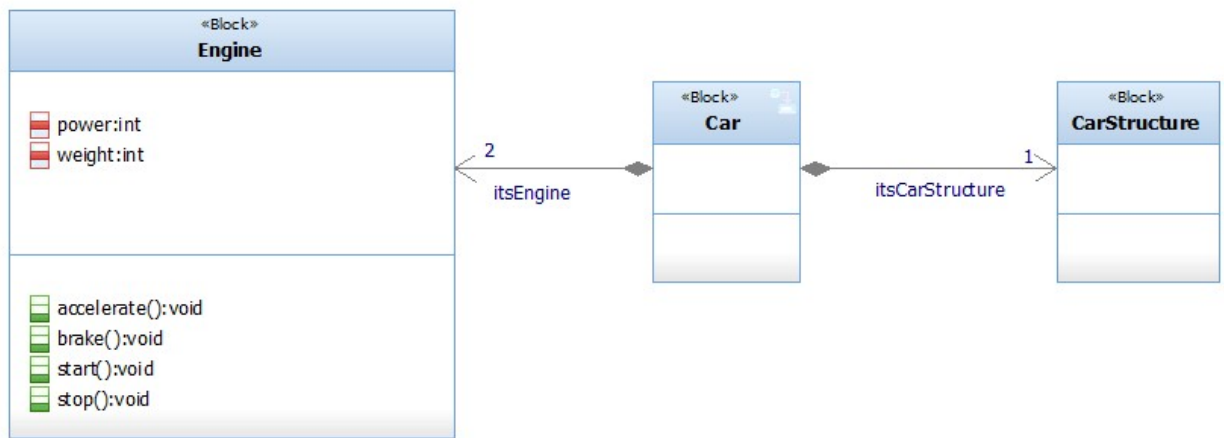 «Block»
Engine
power:int
weight:int
accelerate():void
brake():void
start():void
stop():void
2
itsEngine
«Block»
Car
1
itsCarStructure
«Block»
CarStructure